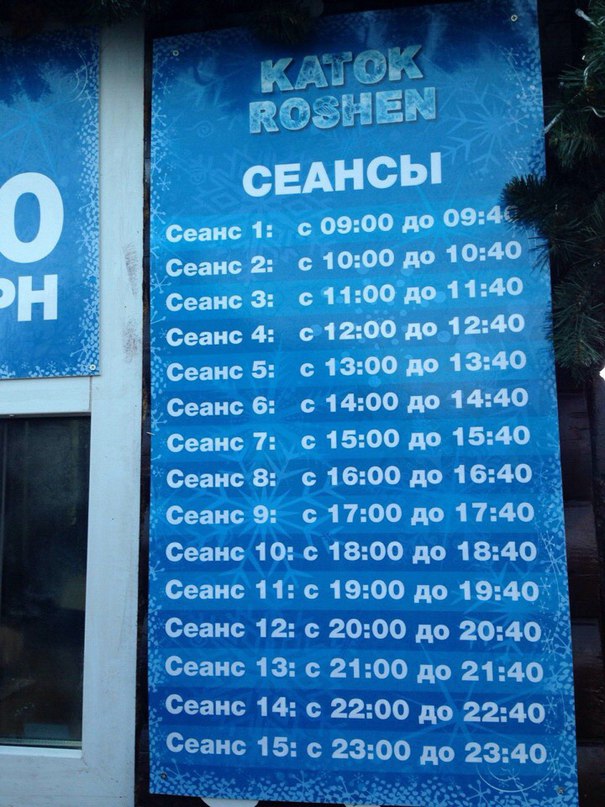 КАТОК
ROSHEN
СЕАНСЫ
Сеанс 1: с 09:00 до 09:4
Сеанс 2: с 10:00 до 10:40
Сеанс 3: с 11:00 до 11:40
Сеанс 4: с 12:00 до 12:40
Сеанс 5: с 13:00 до 13:40
Сеанс 6: с 14:00 до 14:40
Сеанс 7: с 15:00 до 15:40
Сеанс 8: с 16:00 до 16:40
Сеанс 9: с 17:00 до 17:40
Сеанс 10: с 18:00 до 18:40
Сеанс 11: с 19:00 до 19:40
Сеанс 12: с 20:00 до 20:40
Сеанс 13: с 21:00 до 21:40
Сеанс 14: с 22:00 до 22:40
Сеанс 15: с 23:00 до 23:40
0
РН